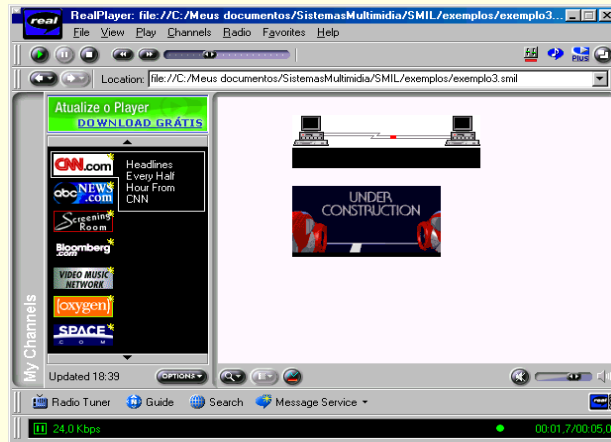 real
RealPlayer: file://C:/Meus documentos/SistemasMultimidia/SMIL/exemplos/exemplo3...
File View Play Channels Radio Favorites Help
Plus
Location: file://C:/Meus documentos/SistemasMultimidia/SMIL/exemplos/exemplo3.smil
Atualize o Player
DOWNLOAD GRÁTIS
CNN.com
Headlines
Every Half
Hour From
CNN
abc NEWS
.com
Screening
Room
Bloomberg
.com
VIDEO MUSIC
NETWORK
(oxygen)
SPACE
C O M
My Channels
UNDER
CONSTRUCTION
Updated 18:39
OPTIONS
Radio Tuner Guide Search Message Service
real
24.0 Kbps
00:01,7/00:05,0